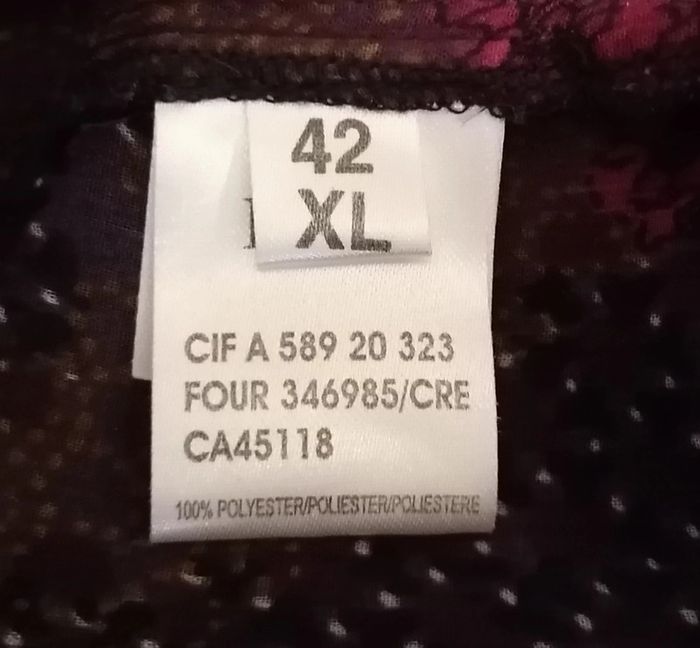 42
XL
CIF A 589 20 323
FOUR 346985/CRE
CA45118
100% POLYESTER/POLIESTER/POLIESTERE